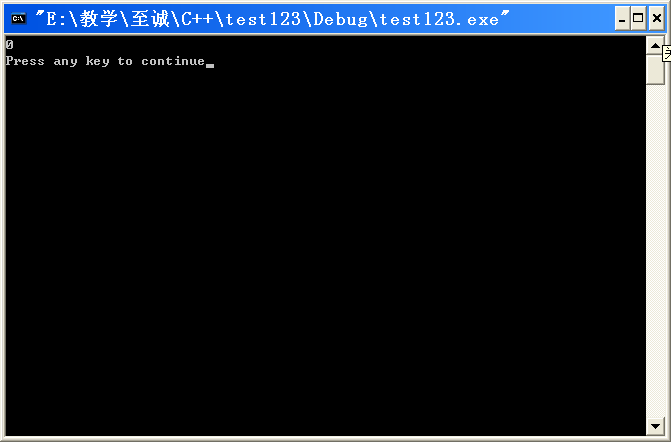 "E:\教学\至诚\C++\test123\Debug\test123.exe"
0
Press any key to continue